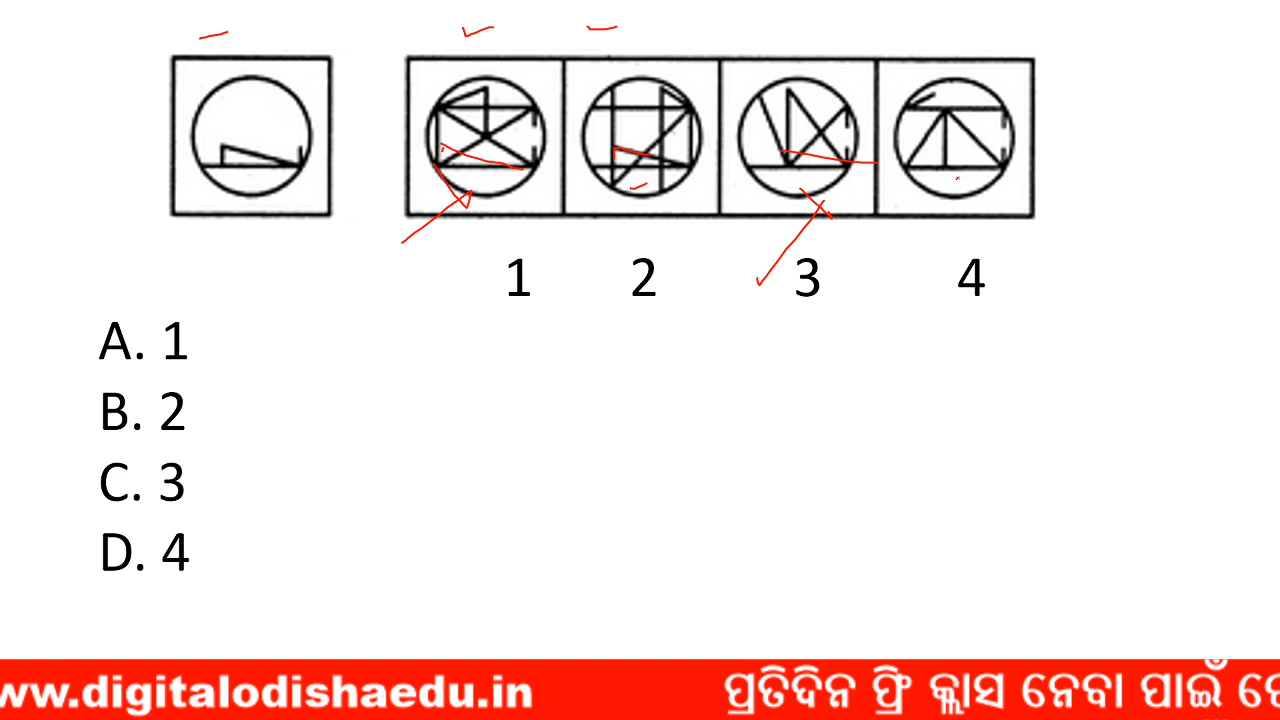 1 2 3 4
A. 1
B. 2
C. 3
D. 4
www.digitalodishaedu.in ପ୍ରତିଦିନ ଫ୍ରି କ୍ଲାସ ନେବା ପାଇଁ